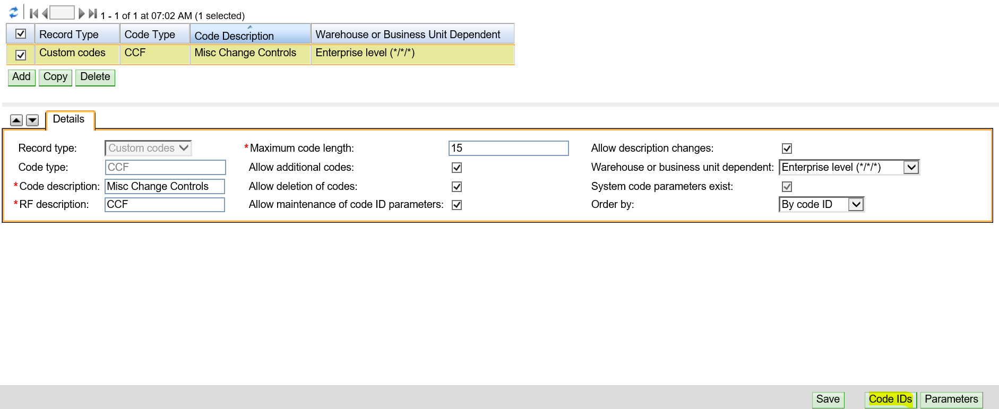 1 - 1 of 1 at 07:02 AM (1 selected)
Record Type Code Type Code Description Warehouse or Business Unit Dependent
Custom codes CCF Misc Change Controls Enterprise level (*/*/*)
Add Copy Delete
Details
Record type: Custom codes *Maximum code length: 15 Allow description changes:
Code type: CCF Allow additional codes: Warehouse or business unit dependent: Enterprise level (*/*/*)
*Code description: Misc Change Controls Allow deletion of codes: System code parameters exist:
*RF description: CCF Allow maintenance of code ID parameters: Order by: By code ID
Save Code IDs Parameters